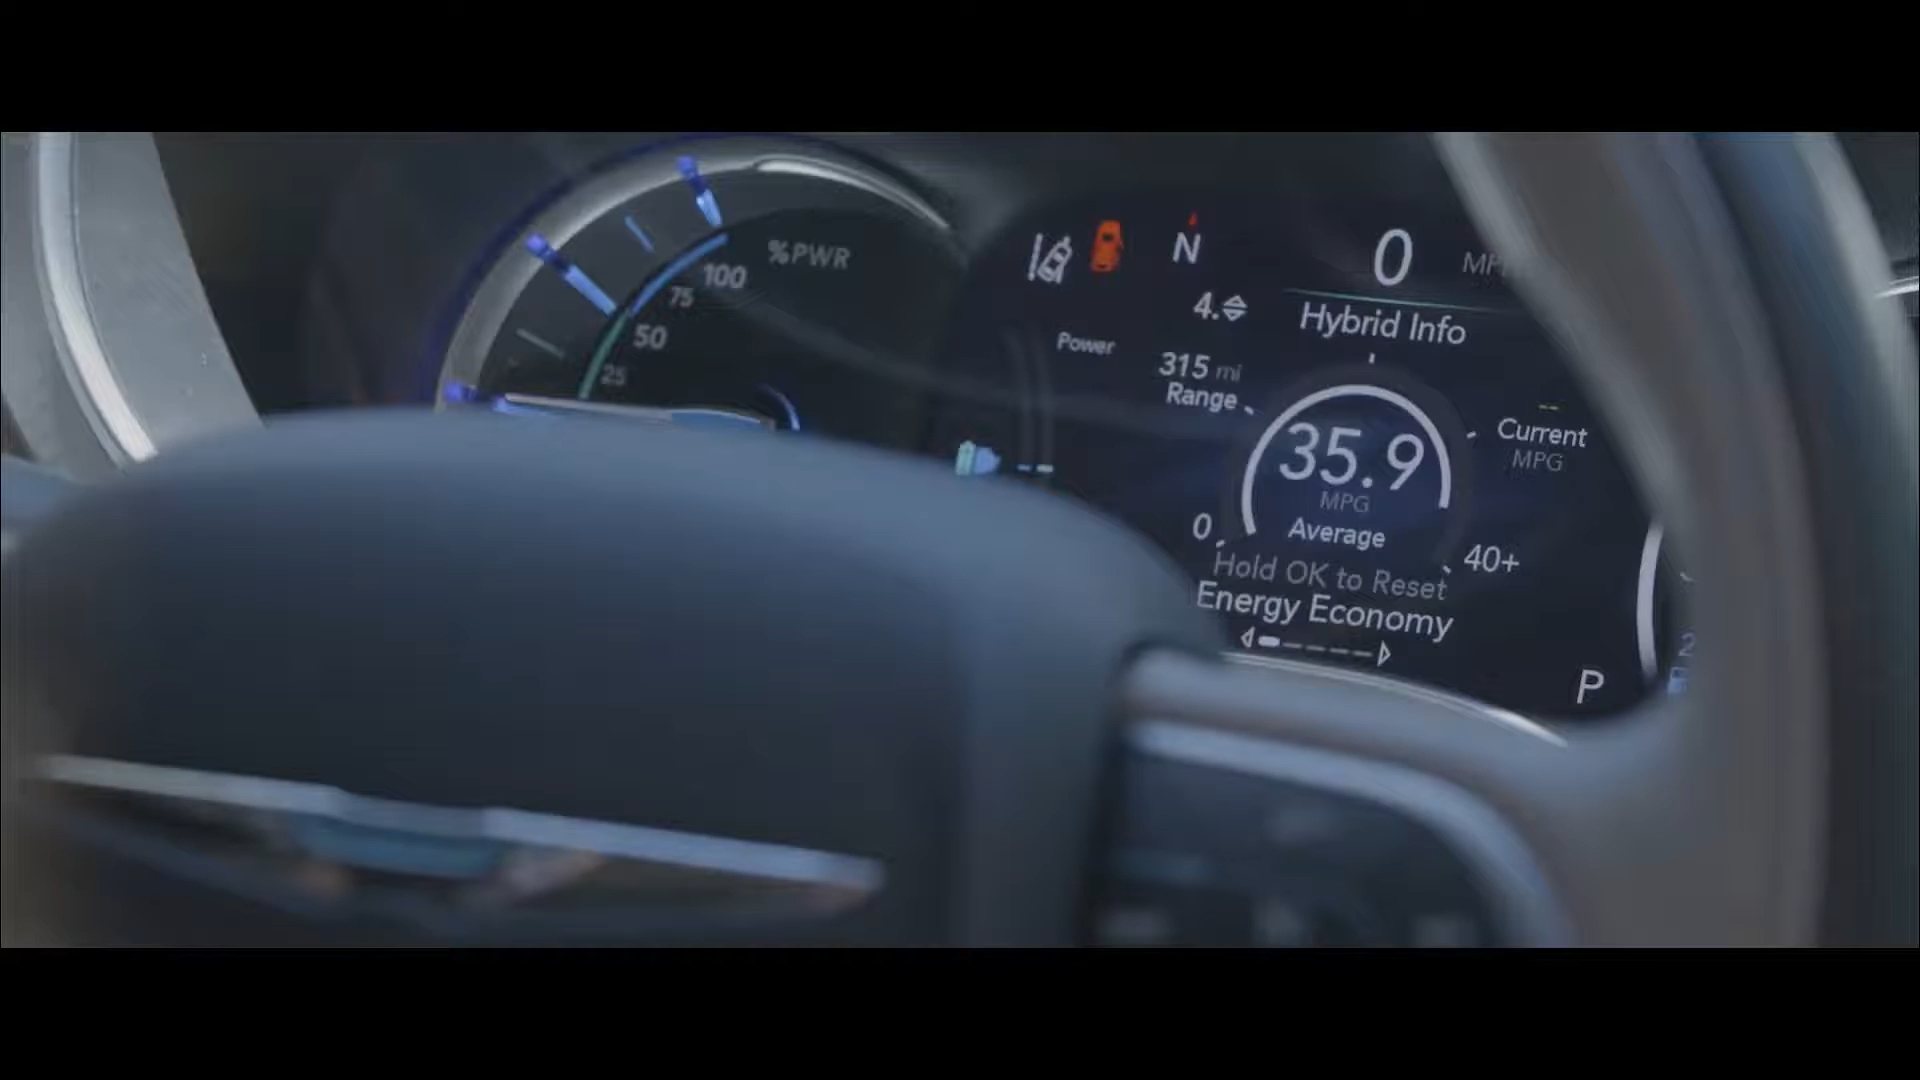 %PWR
100
75
50
25
N
0
4.
Hybrid Info
Power
315 mi
Range
35.9
MPG
Average
Current
MPG
0
40+
Hold OK to Reset
Energy Economy
P